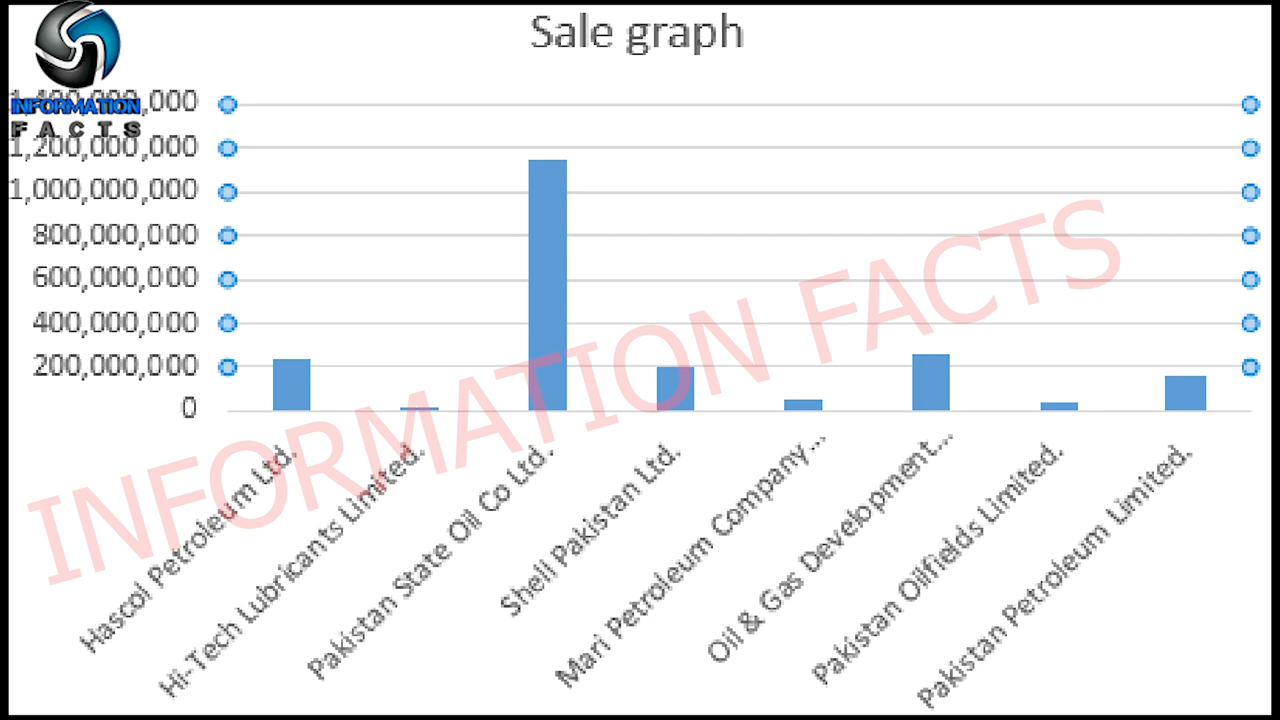 Sale graph
INFORMATION
FACTS
1,400,000,000
1,200,000,000
1,000,000,000
800,000,000
600,000,000
400,000,000
200,000,000
0
INFORMATION FACTS
Hascol Petroleum Ltd.
Hi-Tech Lubricants Limited.
Pakistan State Oil Co Ltd.
Shell Pakistan Ltd.
Mari Petroleum Company...
Oil & Gas Development...
Pakistan Oilfields Limited.
Pakistan Petroleum Limited.